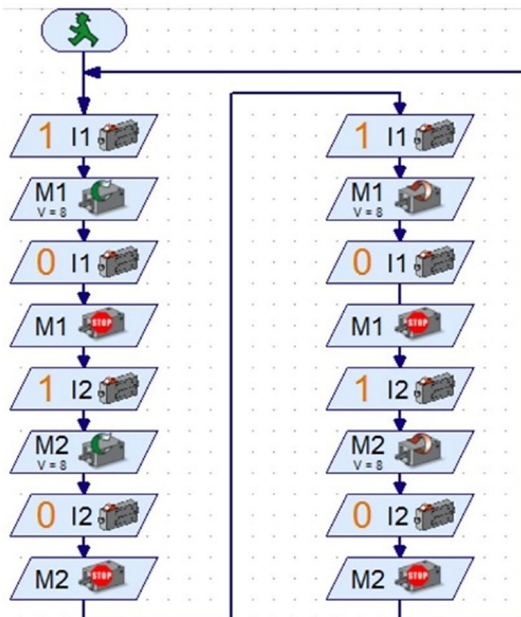 1 I1
M1
V = 8
0 I1
M1 STOP
1 I2
M2
V = 8
0 I2
M2 STOP
1 I1
M1
V = 8
0 I1
M1 STOP
1 I2
M2
V = 8
0 I2
M2 STOP